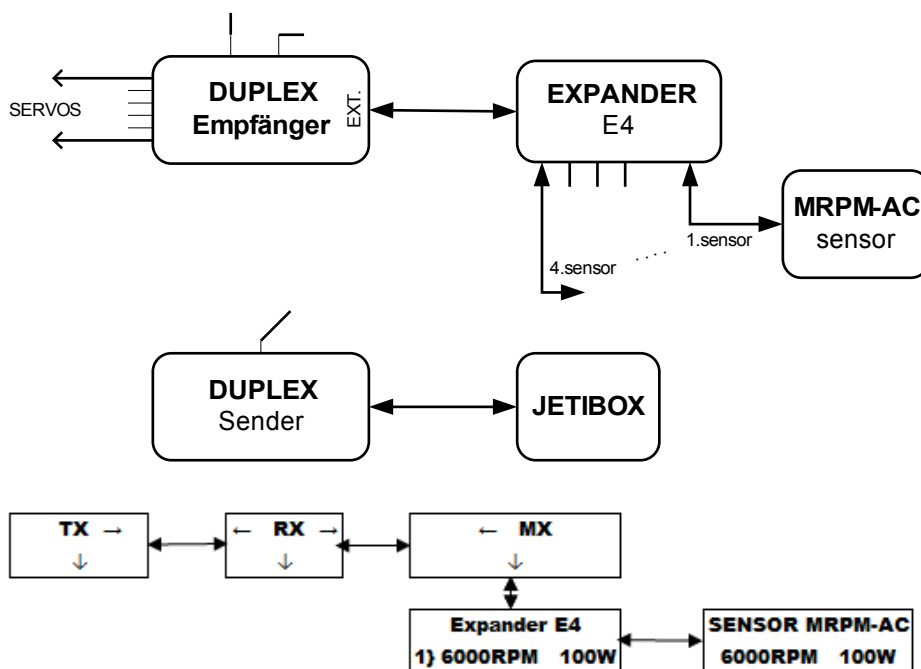 DUPLEX
Empfänger
EXT.
SERVOS
EXPANDER
E4
MRPM-AC
sensor
1.sensor
4.sensor
DUPLEX
Sender
JETIBOX
TX →
↓
← RX →
↓
← MX
↓
Expander E4
1} 6000RPM 100W
SENSOR MRPM-AC
6000RPM 100W